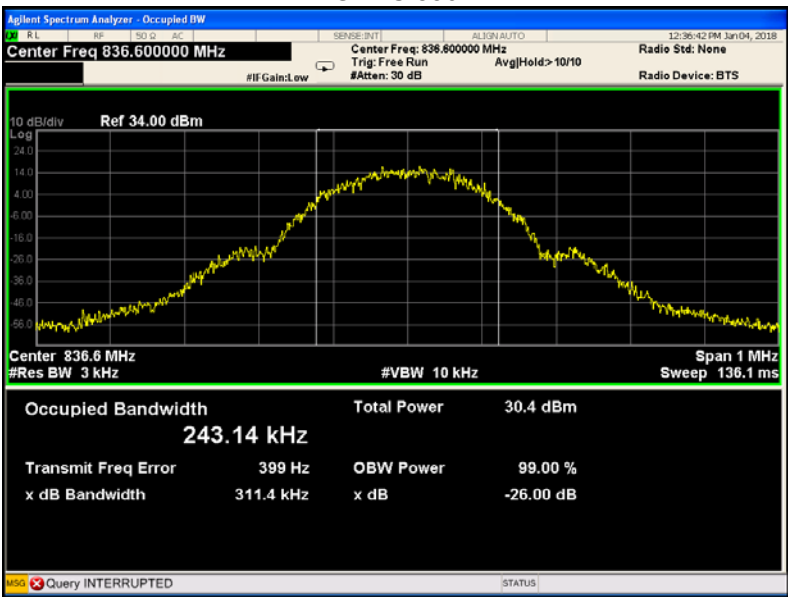 Agilent Spectrum Analyzer - Occupied BW
RL RF 50 Ω AC SENSE:INT ALIGN AUTO 12:36:42 PM Jan 04, 2018
Center Freq 836.600000 MHz Center Freq: 836.600000 MHz Radio Std: None
Trig: Free Run Avg|Hold:> 10/10
#IFGain:Low #Atten: 30 dB Radio Device: BTS
10 dB/div Ref 34.00 dBm
Log
24.0
14.0
4.00
-6.00
-16.0
-26.0
-36.0
-46.0
-56.0
Center 836.6 MHz Span 1 MHz
#Res BW 3 kHz #VBW 10 kHz Sweep 136.1 ms
Occupied Bandwidth Total Power 30.4 dBm
243.14 kHz
Transmit Freq Error 399 Hz OBW Power 99.00 %
x dB Bandwidth 311.4 kHz x dB -26.00 dB
MSG Query INTERRUPTED STATUS